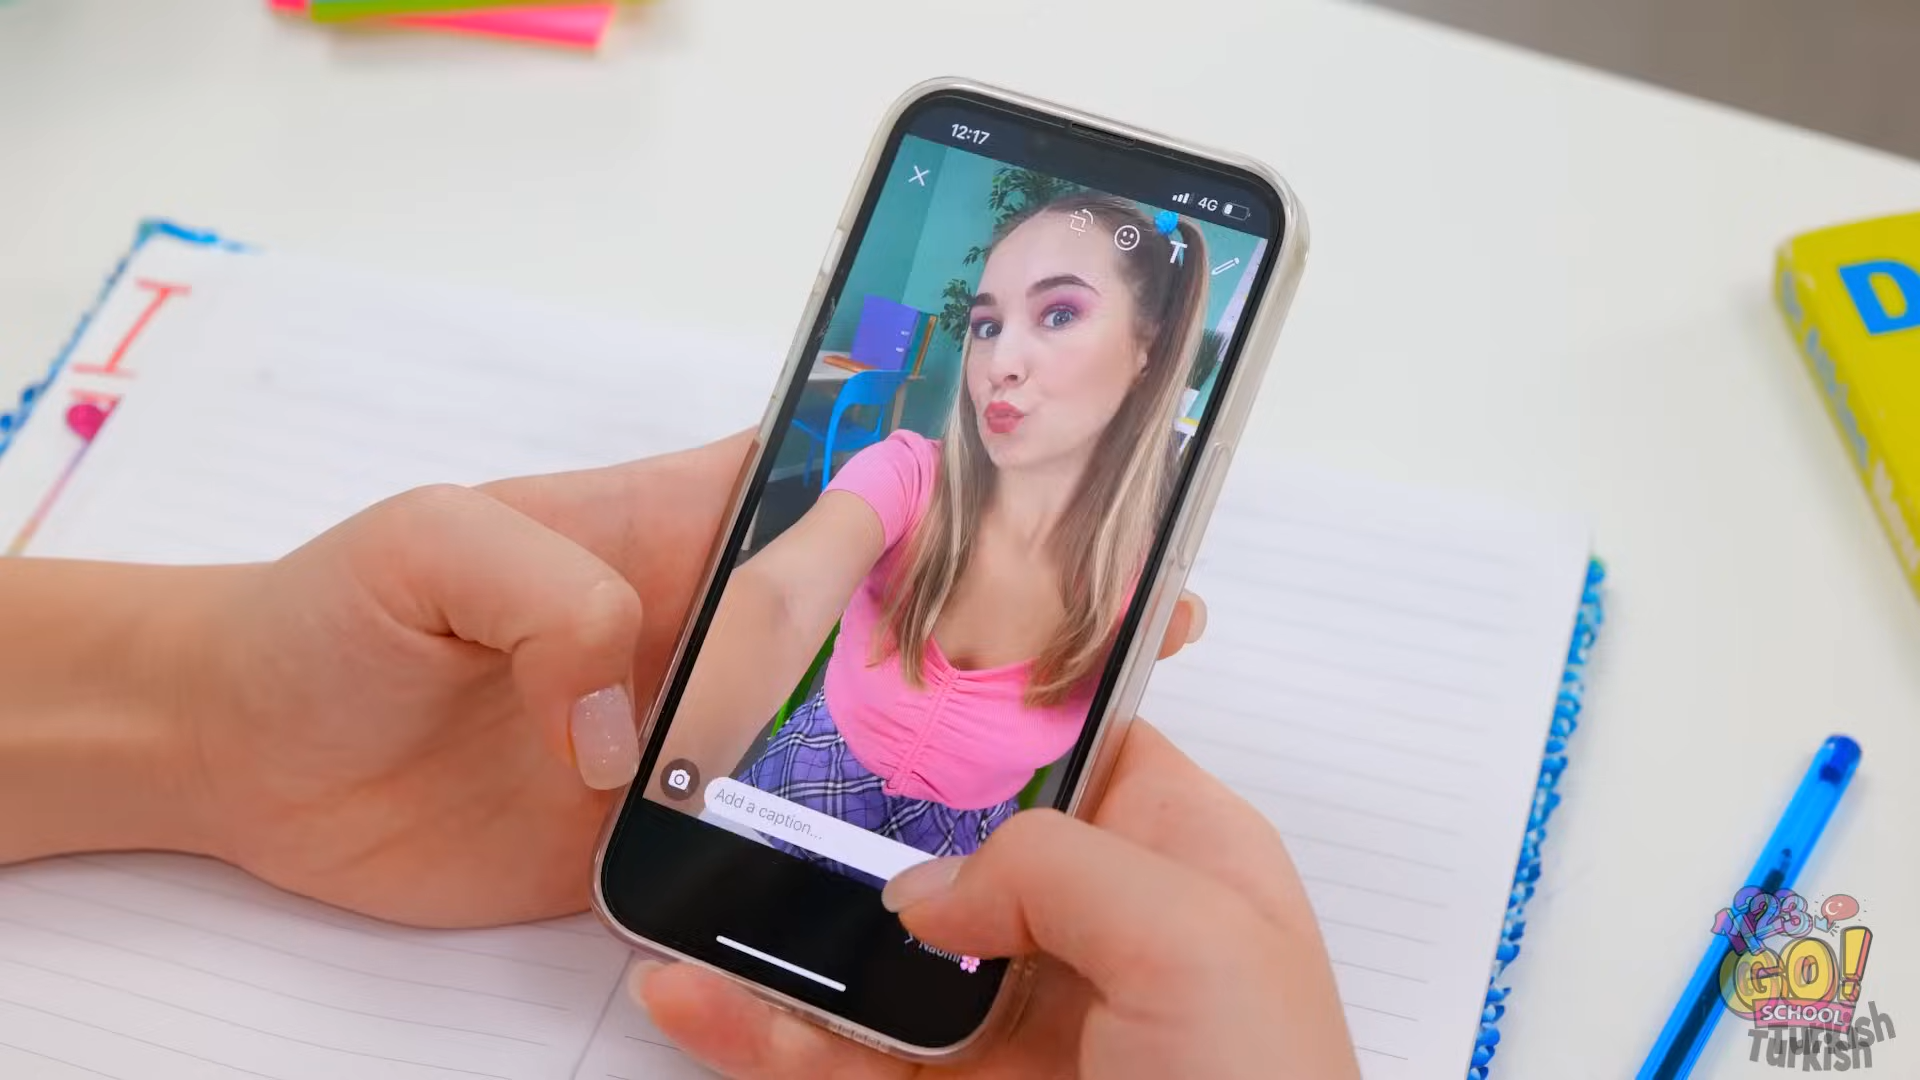 12:17
4G
T
Add a caption...
Naomi🌸
I
D
123
GO!
SCHOOL
Turkish